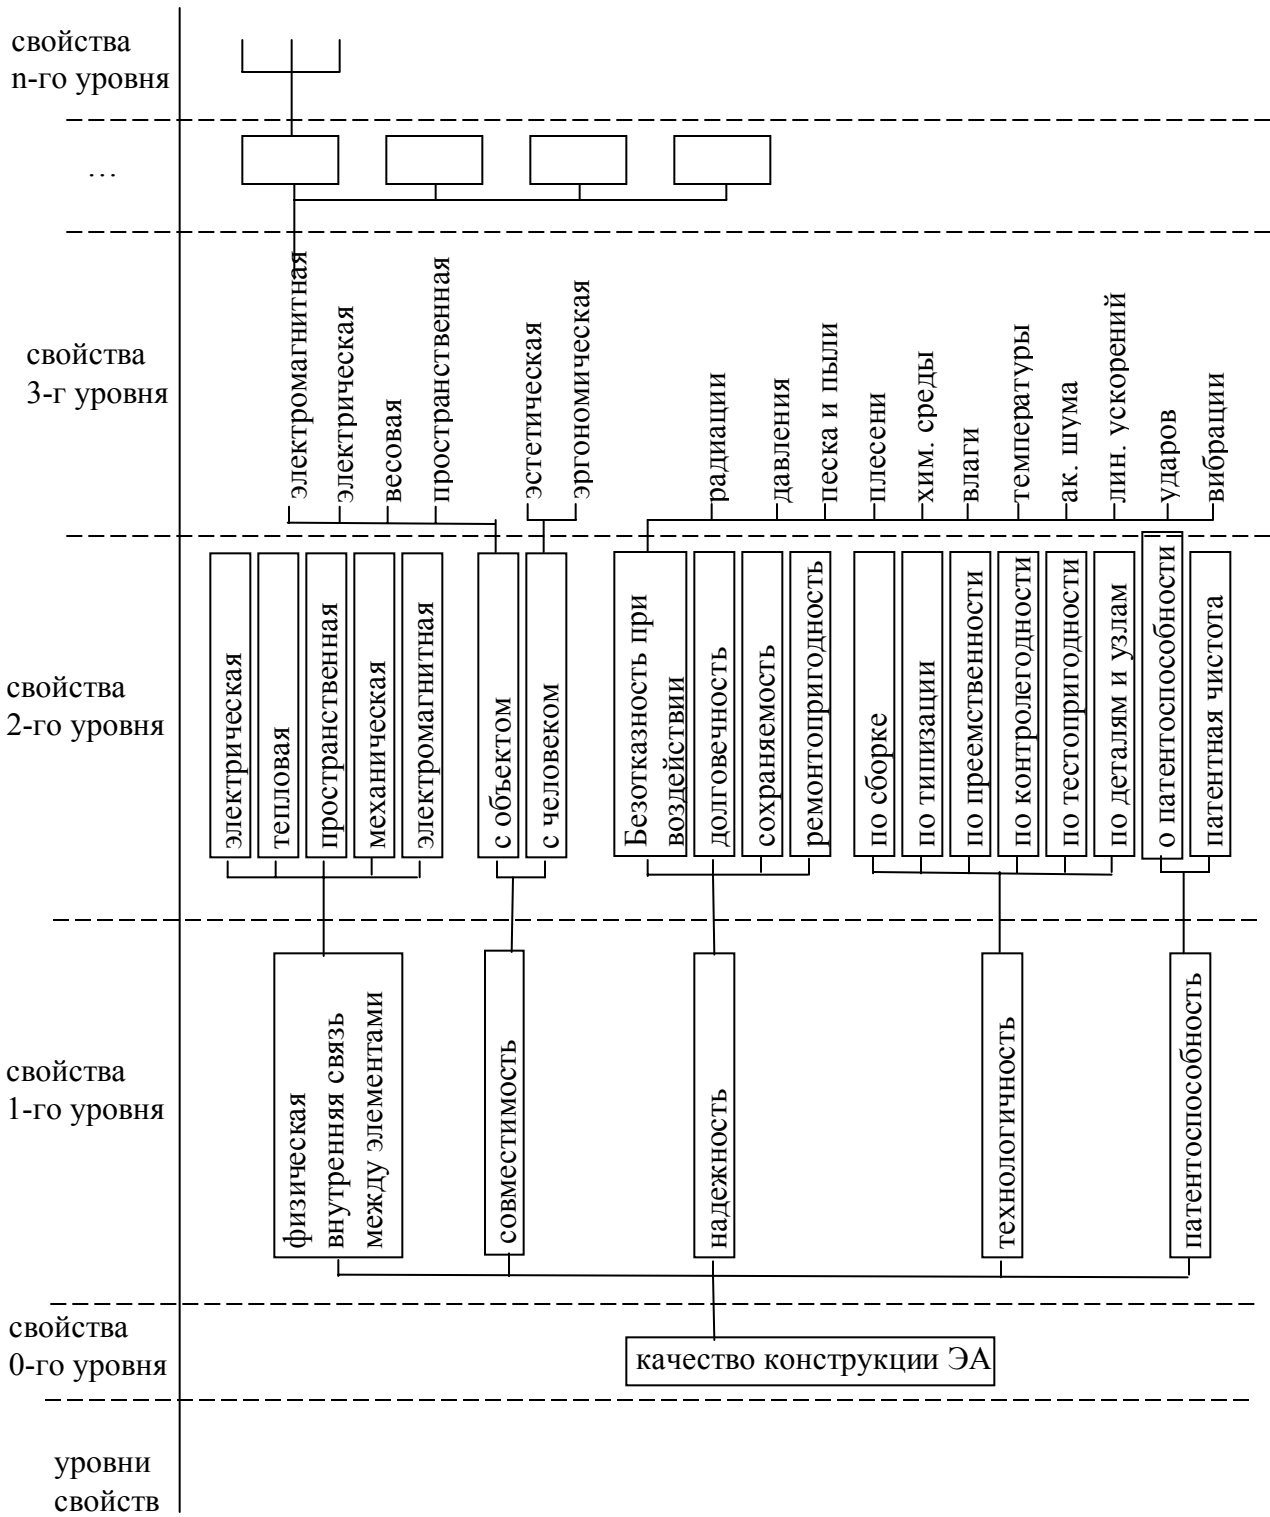 свойства
n-го уровня
…
свойства
3-г уровня
электромагнитная
электрическая
весовая
пространственная
эстетическая
эргономическая
радиации
давления
песка и пыли
плесени
хим. среды
влаги
температуры
ак. шума
лин. ускорений
ударов
вибрации
свойства
2-го уровня
электрическая
тепловая
пространственная
механическая
электромагнитная
с объектом
с человеком
Безотказность при
воздействии
долговечность
сохраняемость
ремонтопригодность
по сборке
по типизации
по преемственности
по контролегодности
по тестопригодности
по деталям и узлам
о патентоспособности
патентная чистота
свойства
1-го уровня
физическая
внутренняя связь
между элементами
совместимость
надежность
технологичность
патентоспособность
свойства
0-го уровня
качество конструкции ЭА
уровни
свойств